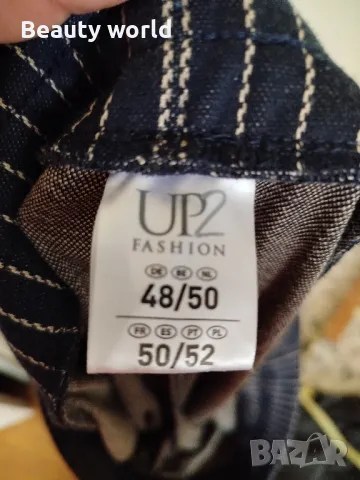 Beauty world
UP2
FASHION
DE BE NL
48/50
FR ES PT PL
50/52
BAZAR